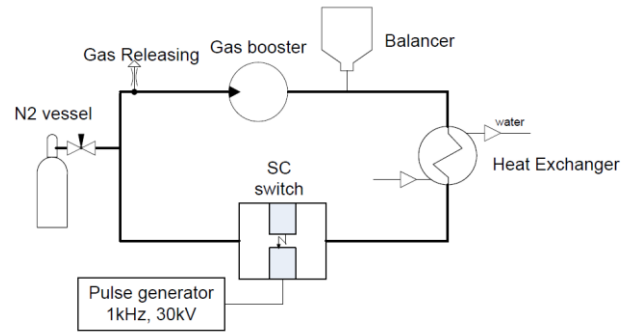 Gas Releasing
Gas booster
Balancer
N2 vessel
water
Heat Exchanger
SC
switch
Pulse generator
1kHz, 30kV